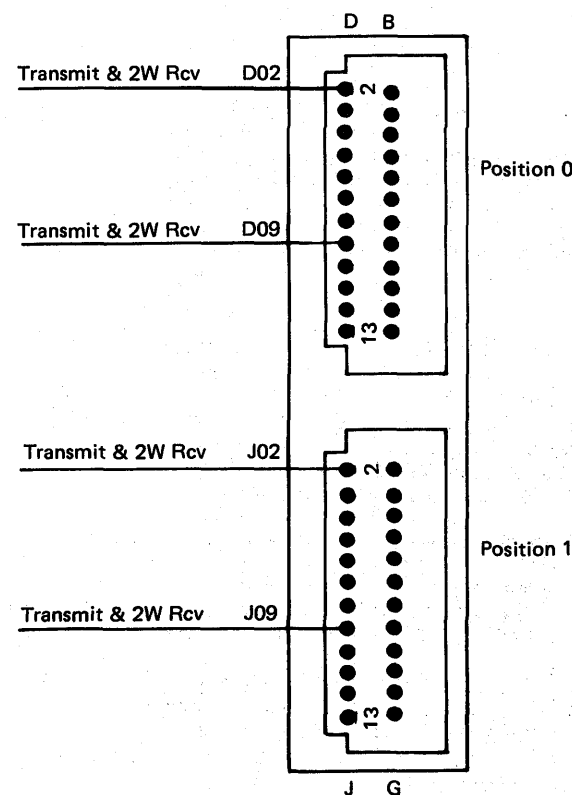 D B
Transmit & 2W Rcv D02
2
Position 0
Transmit & 2W Rcv D09
13
Transmit & 2W Rcv J02
2
Position 1
Transmit & 2W Rcv J09
13
J G